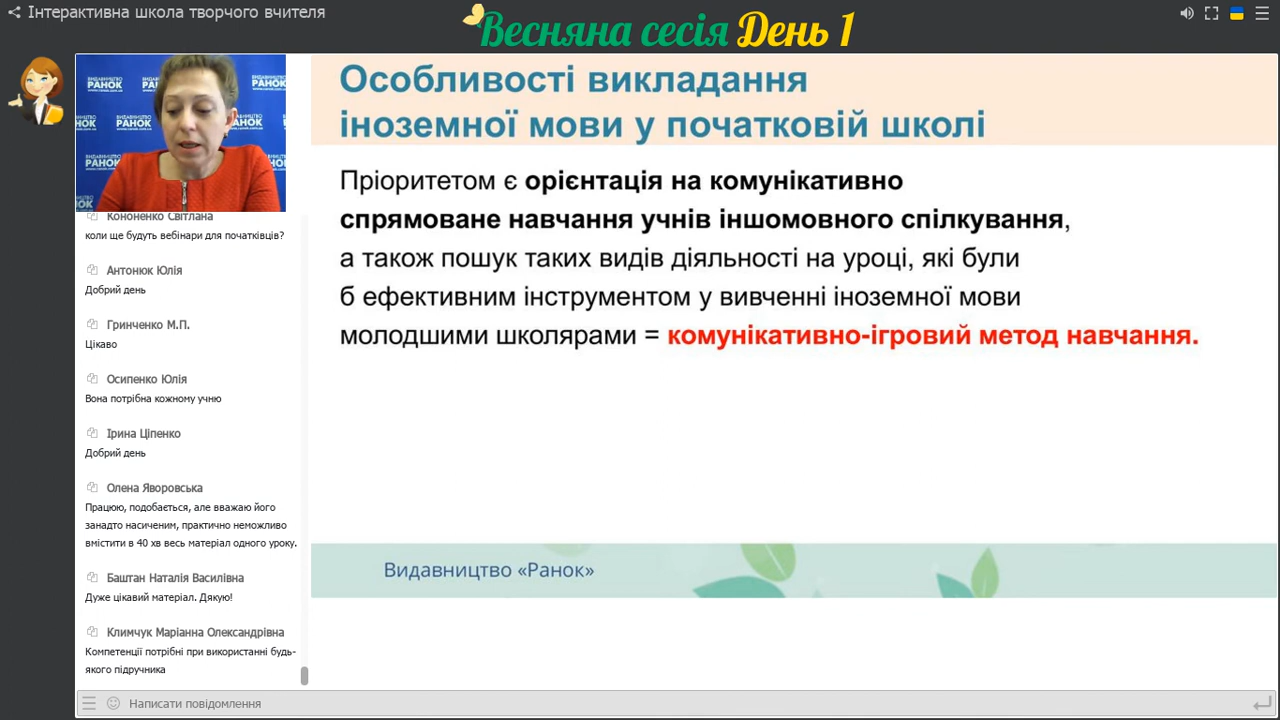 Інтерактивна школа творчого вчителя
Весняна сесія День 1
ВИДАВНИЦТВО
РАНОК
Особливості викладання
іноземної мови у початковій школі
Пріоритетом є орієнтація на комунікативно
спрямоване навчання учнів іншомовного спілкування,
а також пошук таких видів діяльності на уроці, які були
б ефективним інструментом у вивченні іноземної мови
молодшими школярами = комунікативно-ігровий метод навчання.
Видавництво «Ранок»
Кононенко Світлана
коли ще будуть вебінари для початківців?
Антонюк Юлія
Добрий день
Гринченко М.П.
Цікаво
Осипенко Юлія
Вона потрібна кожному учню
Ірина Ціпенко
Добрий день
Олена Яворовська
Працюю, подобається, але вважаю його
занадто насиченим, практично неможливо
вмістити в 40 хв весь матеріал одного уроку.
Баштан Наталія Василівна
Дуже цікавий матеріал. Дякую!
Климчук Маріанна Олександрівна
Компетенції потрібні при використанні будь-
якого підручника
Написати повідомлення